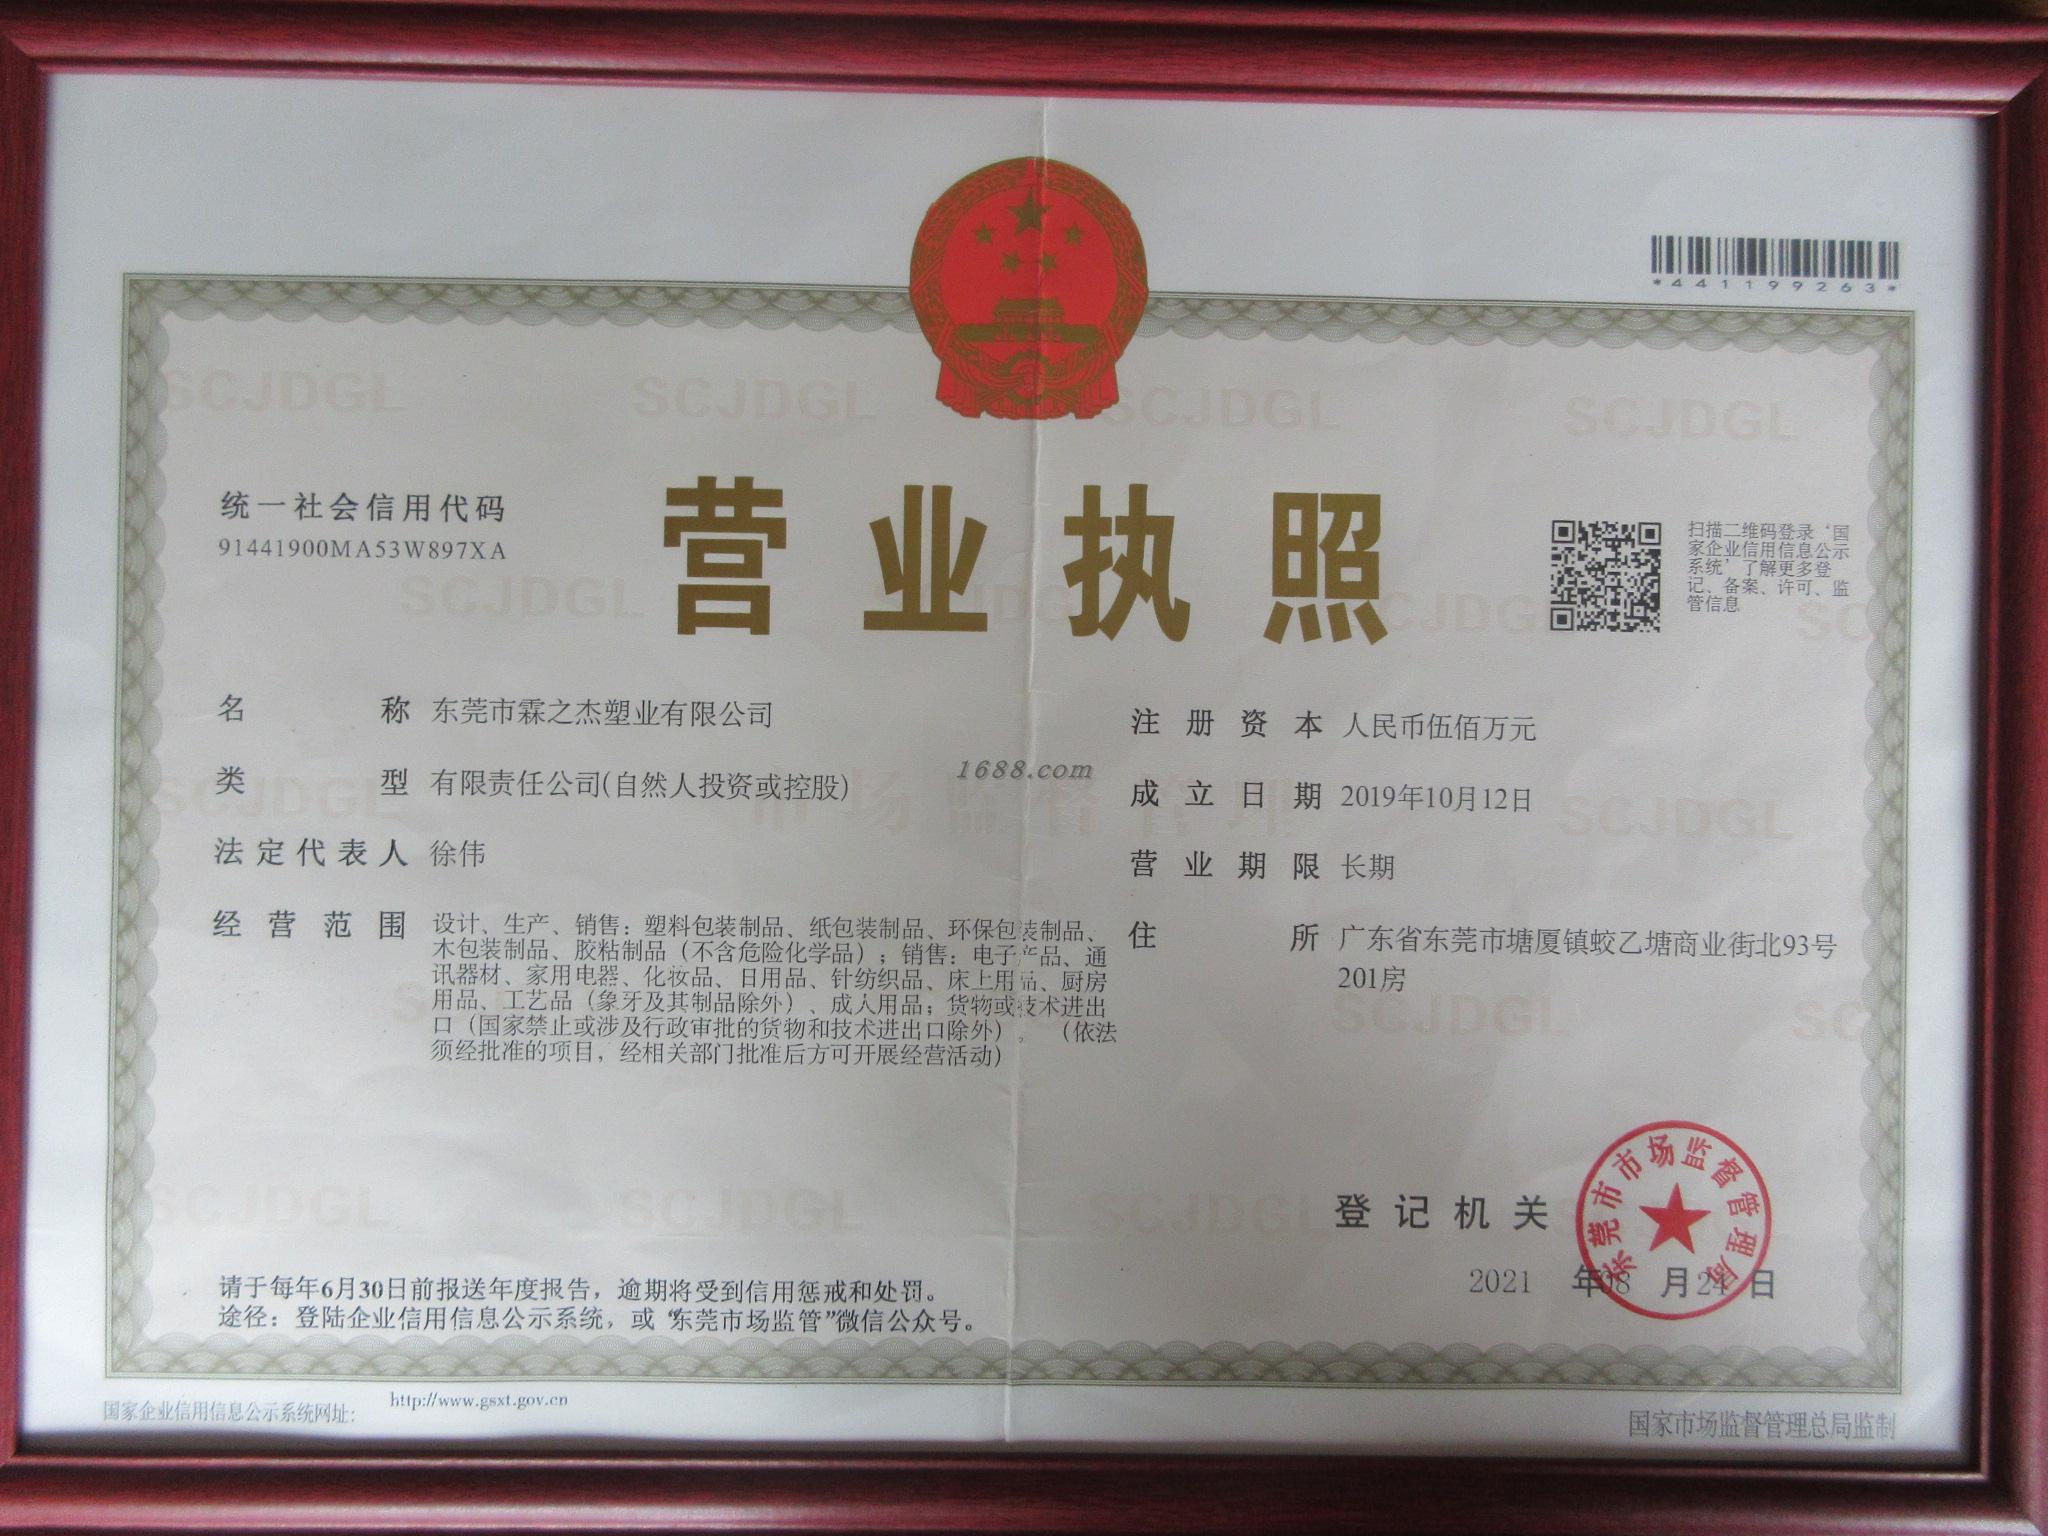 *441199263*
统一社会信用代码
91441900MA53W897XA
营业执照
扫描二维码登录‘国
家企业信用信息公示
系统’了解更多登
记、备案、许可、监
管信息
名称 东莞市霖之杰塑业有限公司
类型 有限责任公司(自然人投资或控股)
法定代表人 徐伟
经营范围 设计、生产、销售：塑料包装制品、纸包装制品、环保包装制品、
木包装制品、胶粘制品（不含危险化学品）；销售：电子产品、通
讯器材、家用电器、化妆品、日用品、针纺织品、床上用品、厨房
用品、工艺品（象牙及其制品除外）、成人用品；货物或技术进出
口（国家禁止或涉及行政审批的货物和技术进出口除外）。（依法
须经批准的项目，经相关部门批准后方可开展经营活动）
1688.com
注册资本 人民币伍佰万元
成立日期 2019年10月12日
营业期限 长期
住所 广东省东莞市塘厦镇蛟乙塘商业街北93号
201房
登记机关
东莞市市场监督管理局
2021 年08 月24 日
请于每年6月30日前报送年度报告，逾期将受到信用惩戒和处罚。
途径：登陆企业信用信息公示系统，或“东莞市场监管”微信公众号。
国家企业信用信息公示系统网址： http://www.gsxt.gov.cn
国家市场监督管理总局监制
SCJDGL
市场监督管理